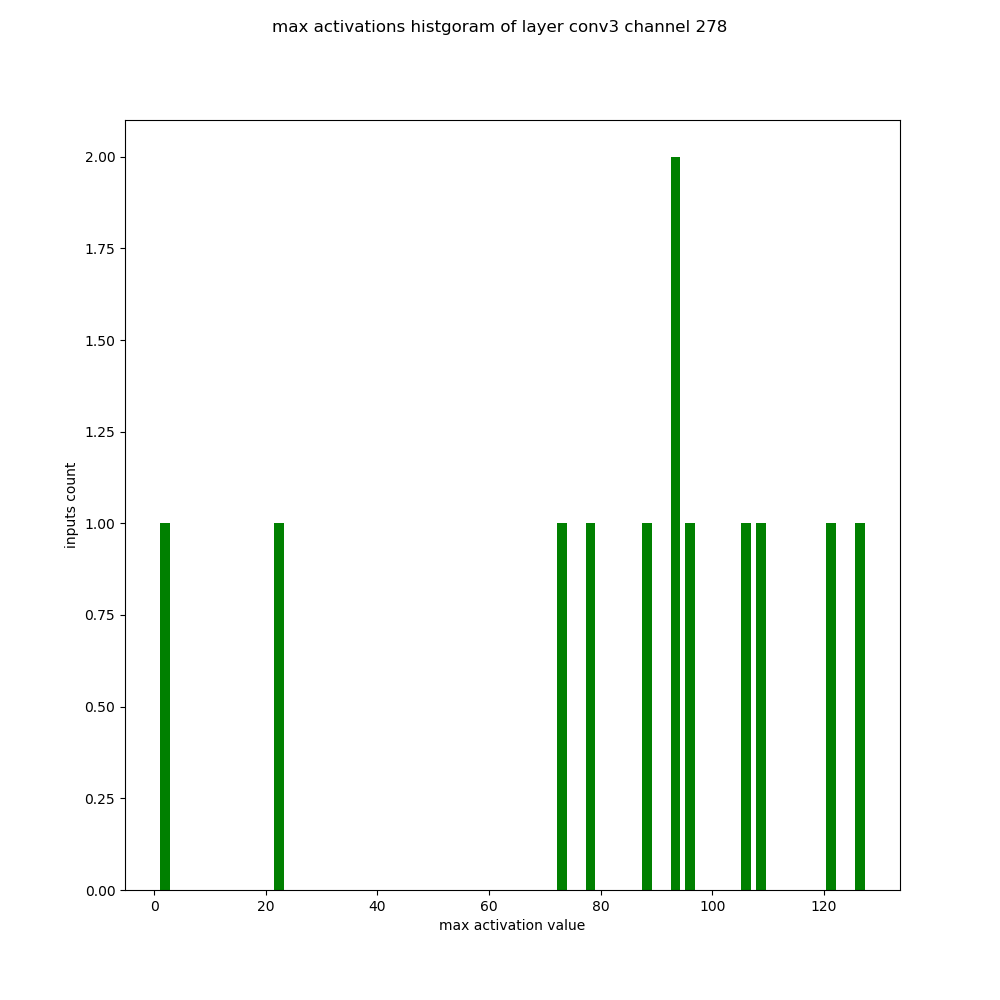 max activations histgoram of layer conv3 channel 278
2.00
1.75
1.50
1.25
1.00
0.75
0.50
0.25
0.00
inputs count
0 20 40 60 80 100 120
max activation value